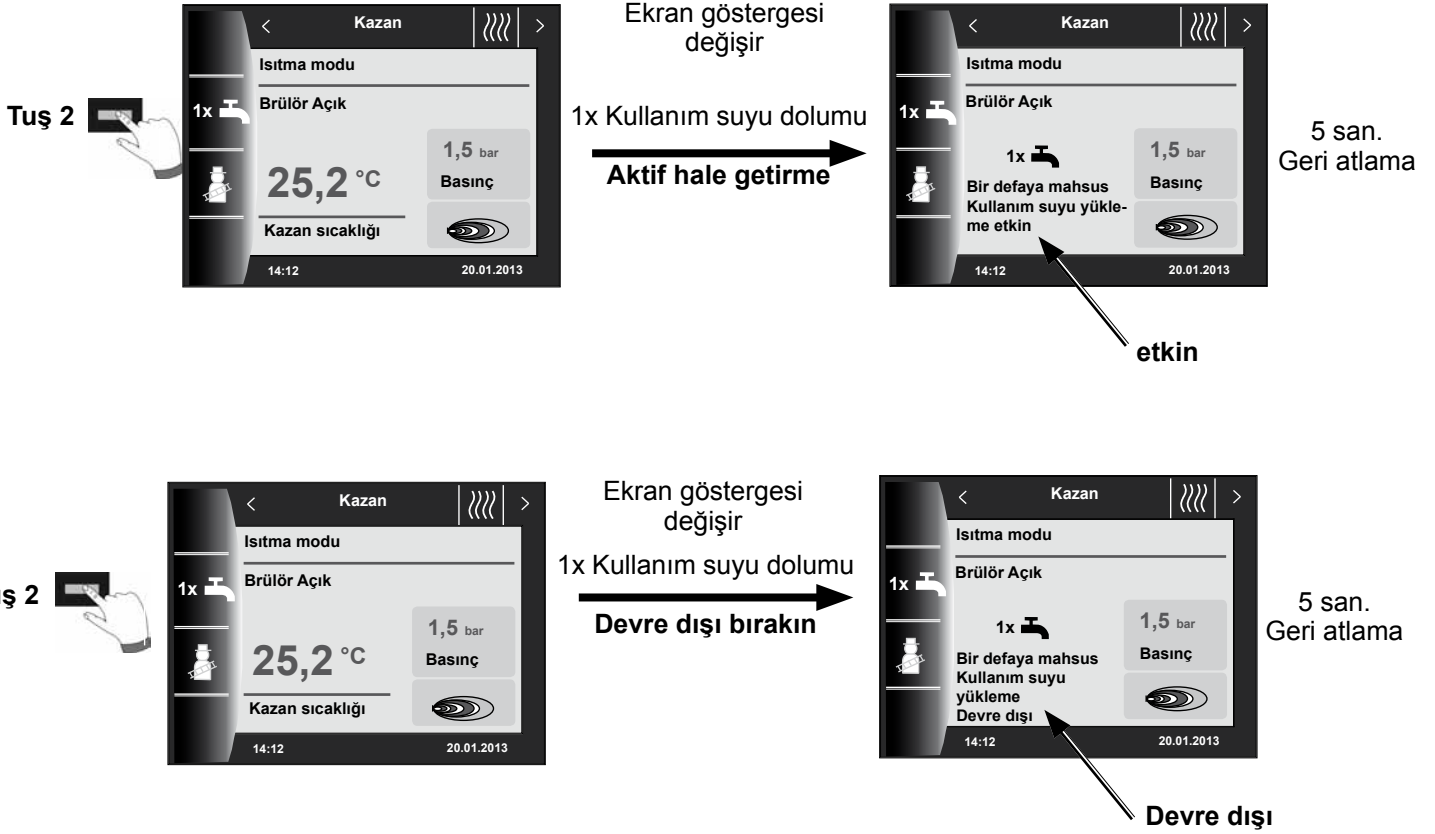 Tuş 2
Kazan
Isıtma modu
Brülör Açık
1x
25,2 °C
Kazan sıcaklığı
1,5 bar
Basınç
14:12
20.01.2013
Ekran göstergesi
değişir
1x Kullanım suyu dolumu
Aktif hale getirme
Kazan
Isıtma modu
Brülör Açık
1x
1x
Bir defaya mahsus
Kullanım suyu yükle-
me etkin
1,5 bar
Basınç
14:12
20.01.2013
5 san.
Geri atlama
etkin
ş 2
Kazan
Isıtma modu
Brülör Açık
1x
25,2 °C
Kazan sıcaklığı
1,5 bar
Basınç
14:12
20.01.2013
Ekran göstergesi
değişir
1x Kullanım suyu dolumu
Devre dışı bırakın
Kazan
Isıtma modu
Brülör Açık
1x
1x
Bir defaya mahsus
Kullanım suyu
yükleme
Devre dışı
1,5 bar
Basınç
14:12
20.01.2013
5 san.
Geri atlama
Devre dışı